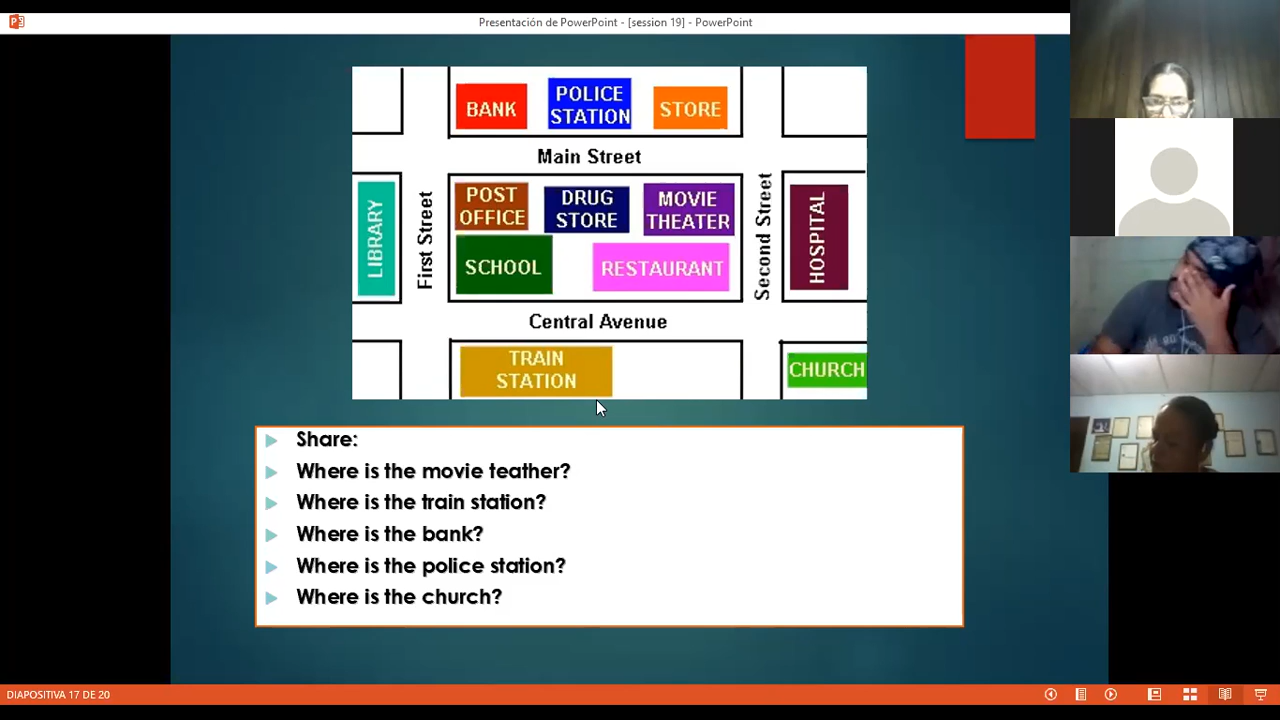 Presentación de PowerPoint - [session 19] - PowerPoint
BANK
POLICE
STATION
STORE
Main Street
LIBRARY
First Street
POST
OFFICE
DRUG
STORE
MOVIE
THEATER
SCHOOL
RESTAURANT
Second Street
HOSPITAL
Central Avenue
TRAIN
STATION
CHURCH
Share:
Where is the movie teather?
Where is the train station?
Where is the bank?
Where is the police station?
Where is the church?
DIAPOSITIVA 17 DE 20